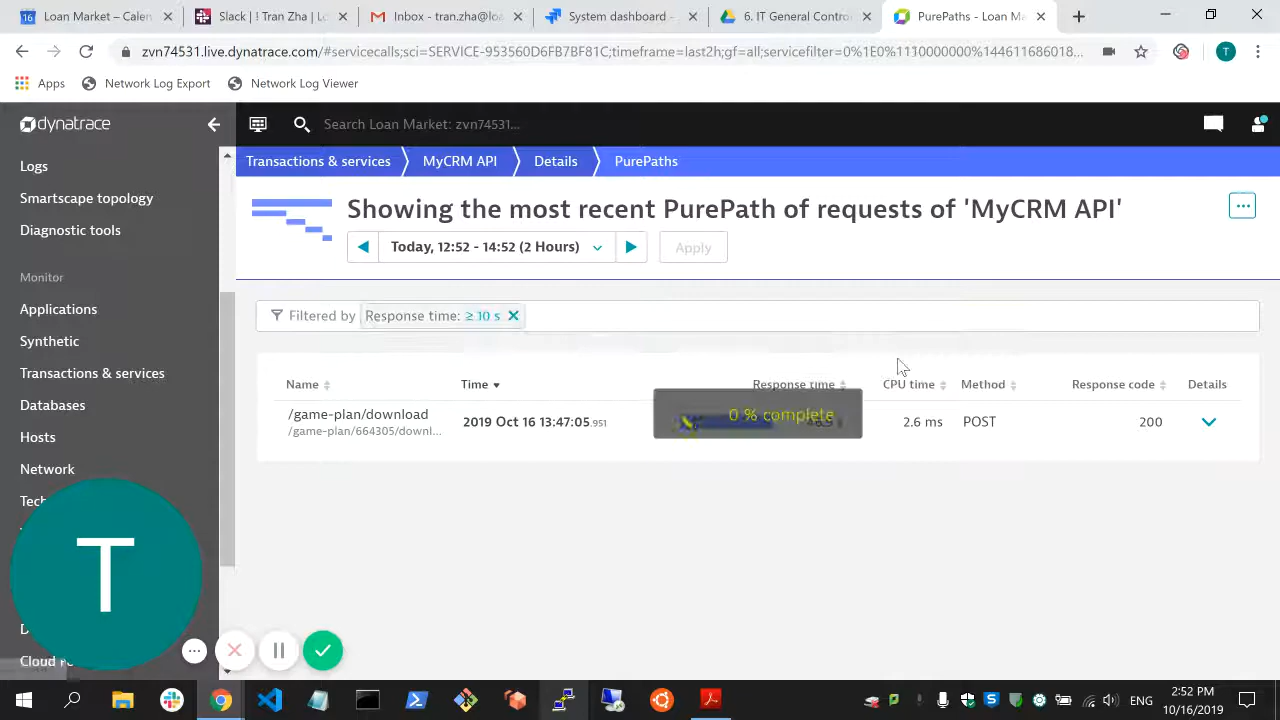 Loan Market - Calen
Slack | ! Tran Zha | Lo
Inbox - tran.zha@loa
System dashboard -
6. IT General Contro
PurePaths - Loan Ma
zvn74531.live.dynatrace.com/#servicecalls;sci=SERVICE-953560D6FB7BF81C;timeframe=last2h;gf=all;servicefilter=0%1E0%1110000000%1446116860 18...
T
Apps
Network Log Export
Network Log Viewer
dynatrace
Search Loan Market: zvn74531...
Logs
Smartscape topology
Diagnostic tools
Monitor
Applications
Synthetic
Transactions & services
Databases
Hosts
Network
Tech
D
Cloud
T
Transactions & services
MyCRM API
Details
PurePaths
Showing the most recent PurePath of requests of 'MyCRM API'
Today, 12:52 - 14:52 (2 Hours)
Apply
Filtered by Response time: ≥ 10 s
Name
Time
Response time
CPU time
Method
Response code
Details
/game-plan/download
/game-plan/664305/downl...
2019 Oct 16 13:47:05.951
0 % complete
2.6 ms
POST
200
ENG
2:52 PM
10/16/2019